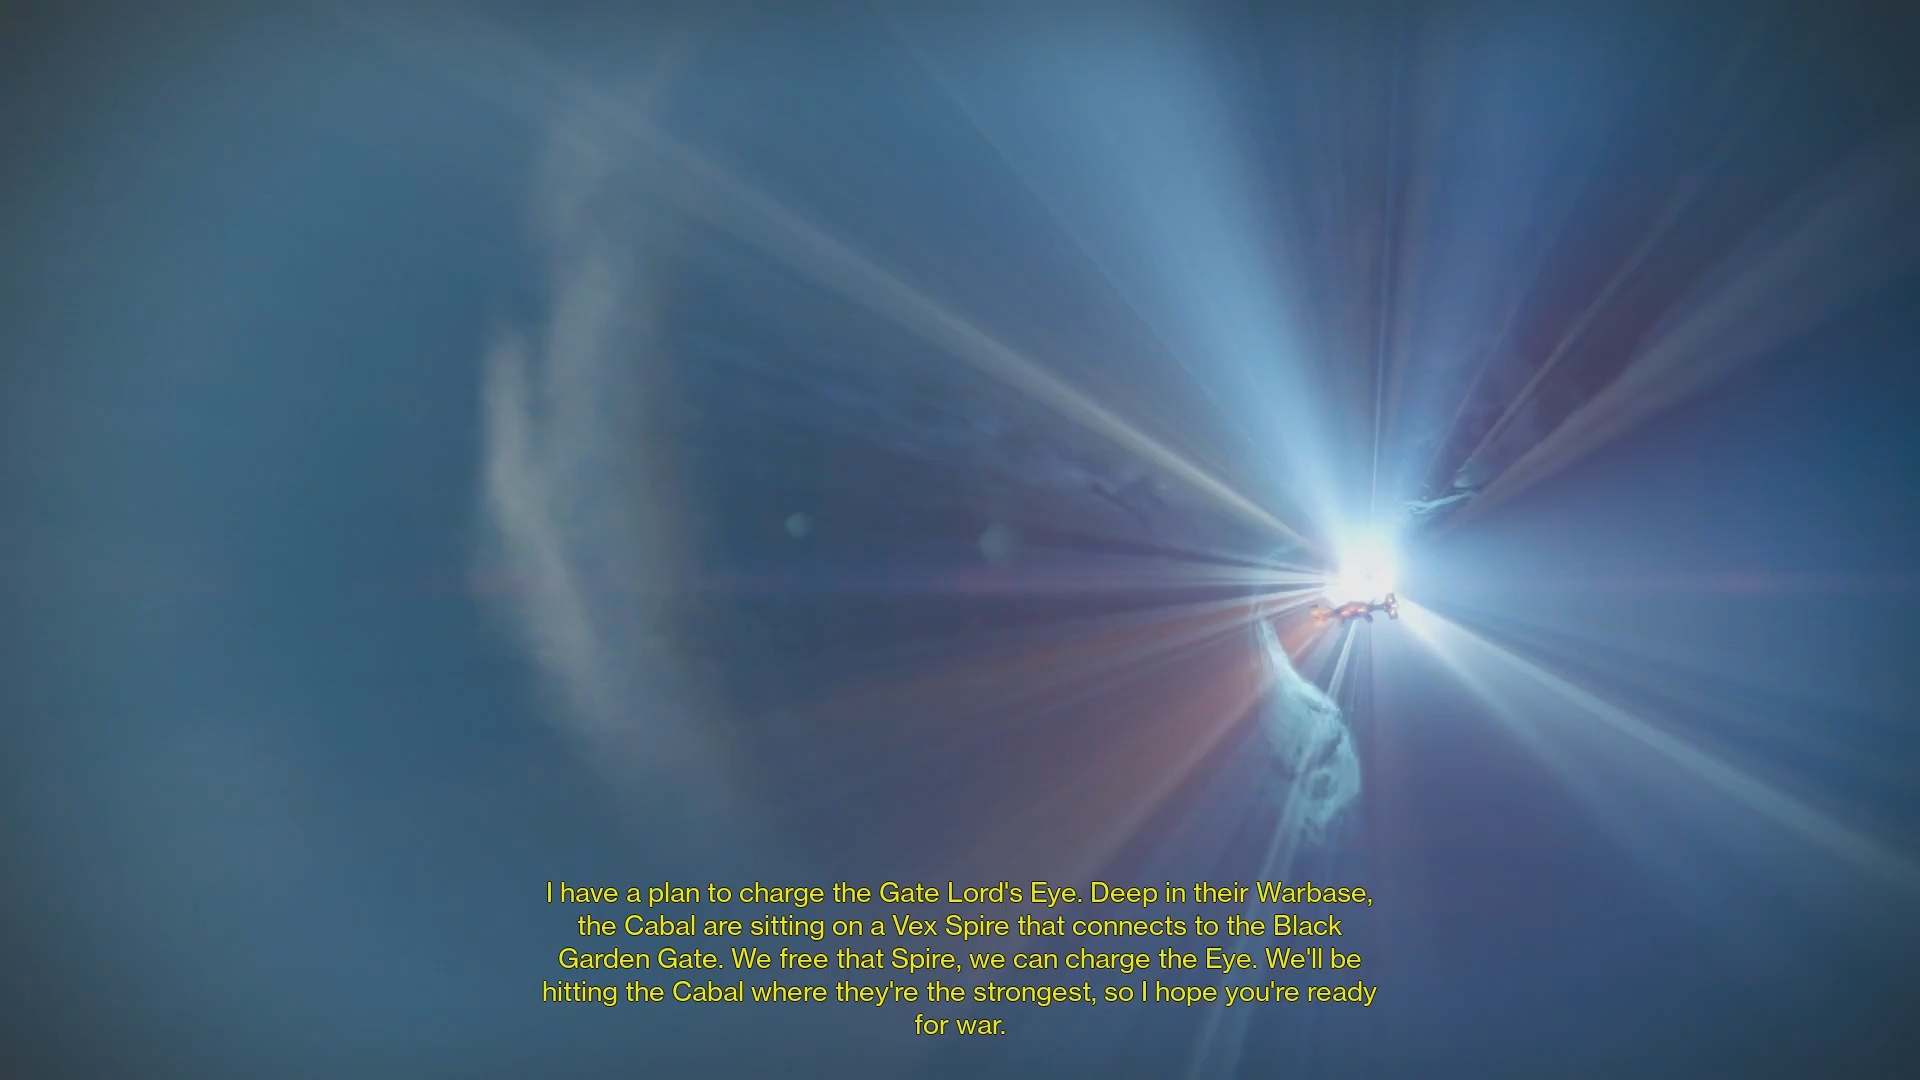 I have a plan to charge the Gate Lord's Eye. Deep in their Warbase,
the Cabal are sitting on a Vex Spire that connects to the Black
Garden Gate. We free that Spire, we can charge the Eye. We'll be
hitting the Cabal where they're the strongest, so I hope you're ready
for war.